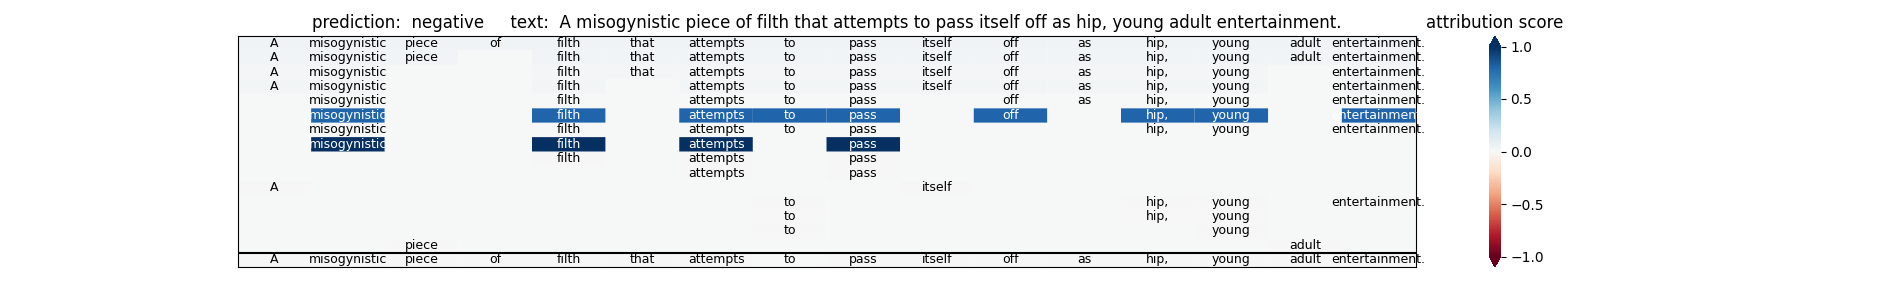 prediction: negative text: A misogynistic piece of filth that attempts to pass itself off as hip, young adult entertainment. attribution score
A misogynistic piece of filth that attempts to pass itself off as hip, young adult entertainment.
A misogynistic piece filth that attempts to pass itself off as hip, young adult entertainment.
A misogynistic filth that attempts to pass itself off as hip, young entertainment.
A misogynistic filth attempts to pass itself off as hip, young entertainment.
misogynistic filth attempts to pass off as hip, young entertainment.
misogynistic filth attempts to pass off hip, young entertainment
misogynistic filth attempts to pass hip, young entertainment.
misogynistic filth attempts pass
filth attempts pass
attempts pass
A itself
to hip, young entertainment.
to hip, young
to young
piece adult
A misogynistic piece of filth that attempts to pass itself off as hip, young adult entertainment.
1.0
0.5
0.0
−0.5
−1.0